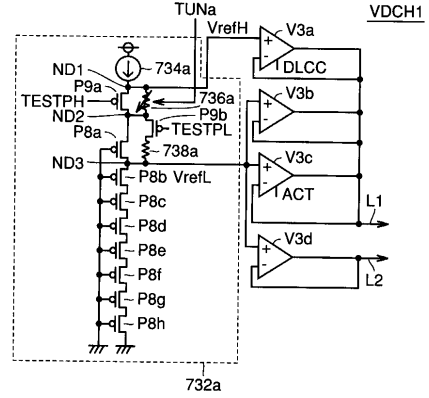 TUNa VDCH1
VrefH V3a
ND1 734a
P9a DLCC
TESTPH 736a V3b
ND2 P9b
P8a TESTPL
738a V3c
ND3
P8b VrefL
ACT
P8c L1
P8d V3d
P8e L2
P8f
P8g
P8h
732a
+
-
+
-
+
-
+
-